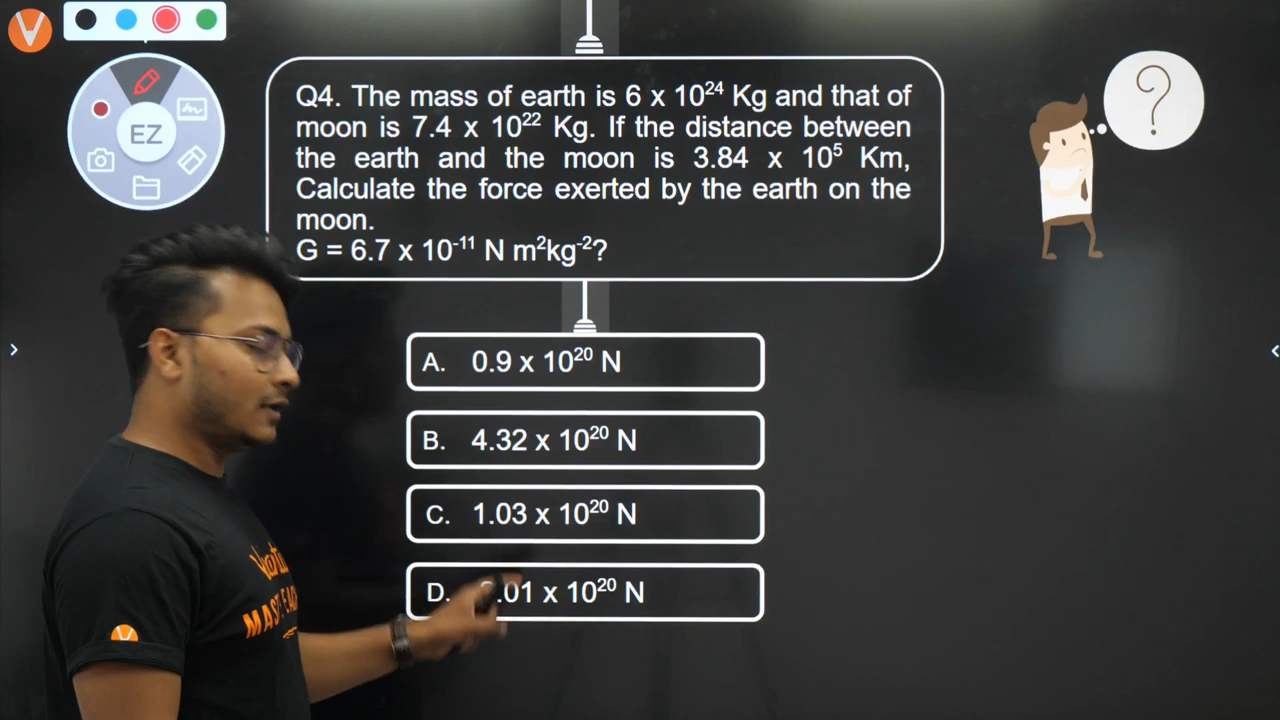 EZ
Q4. The mass of earth is 6 x 10²⁴ Kg and that of
moon is 7.4 x 10²² Kg. If the distance between
the earth and the moon is 3.84 x 10⁵ Km,
Calculate the force exerted by the earth on the
moon.
G = 6.7 x 10⁻¹¹ N m²kg⁻²?
?
A. 0.9 x 10²⁰ N
B. 4.32 x 10²⁰ N
C. 1.03 x 10²⁰ N
D. .01 x 10²⁰ N